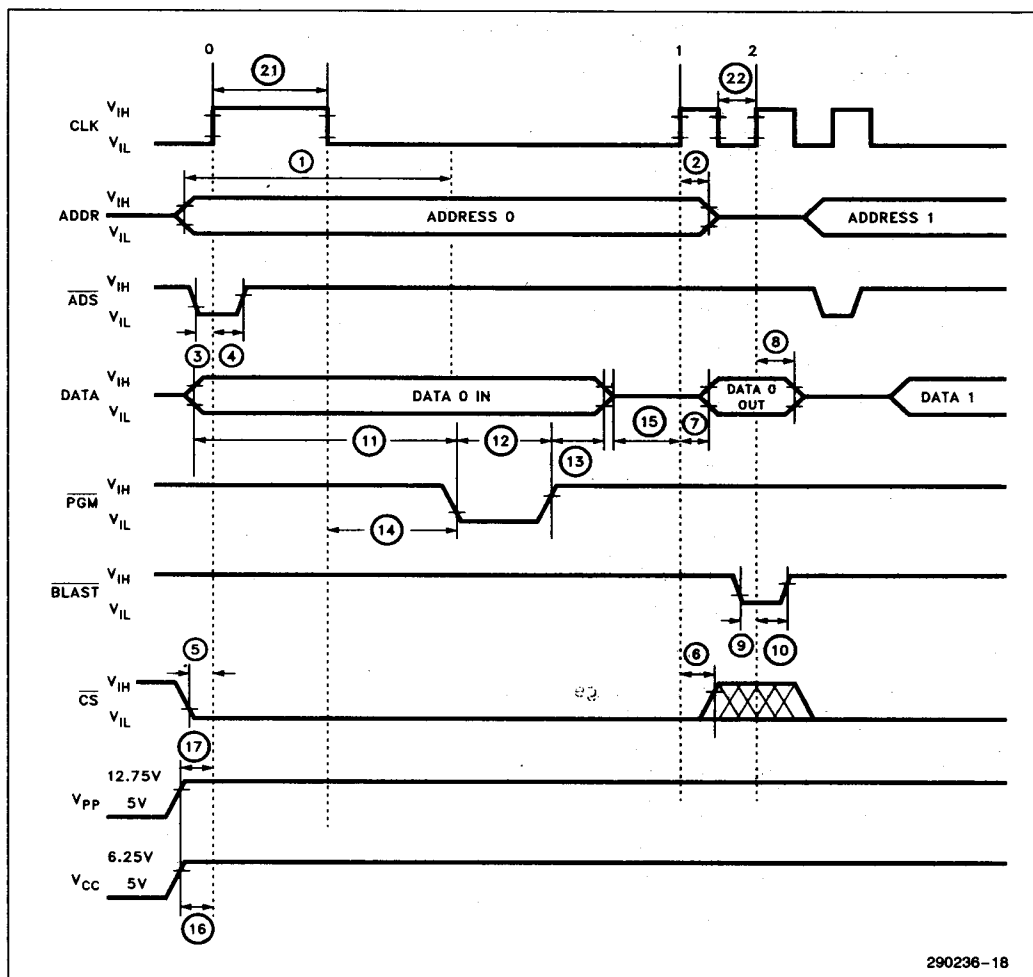 0 1 2
21 22
V_IH
CLK
V_IL
1 2
V_IH
ADDR ADDRESS 0 ADDRESS 1
V_IL
V_IH
ADS
V_IL
3 4 8
V_IH
DATA DATA 0 IN DATA 0 OUT DATA 1
V_IL
11 12 13 15 7
V_IH
PGM
V_IL
14
V_IH
BLAST
V_IL
5 6 9 10
V_IH
CS
V_IL
17
12.75V
V_PP 5V
6.25V
V_CC 5V
16
290236-18